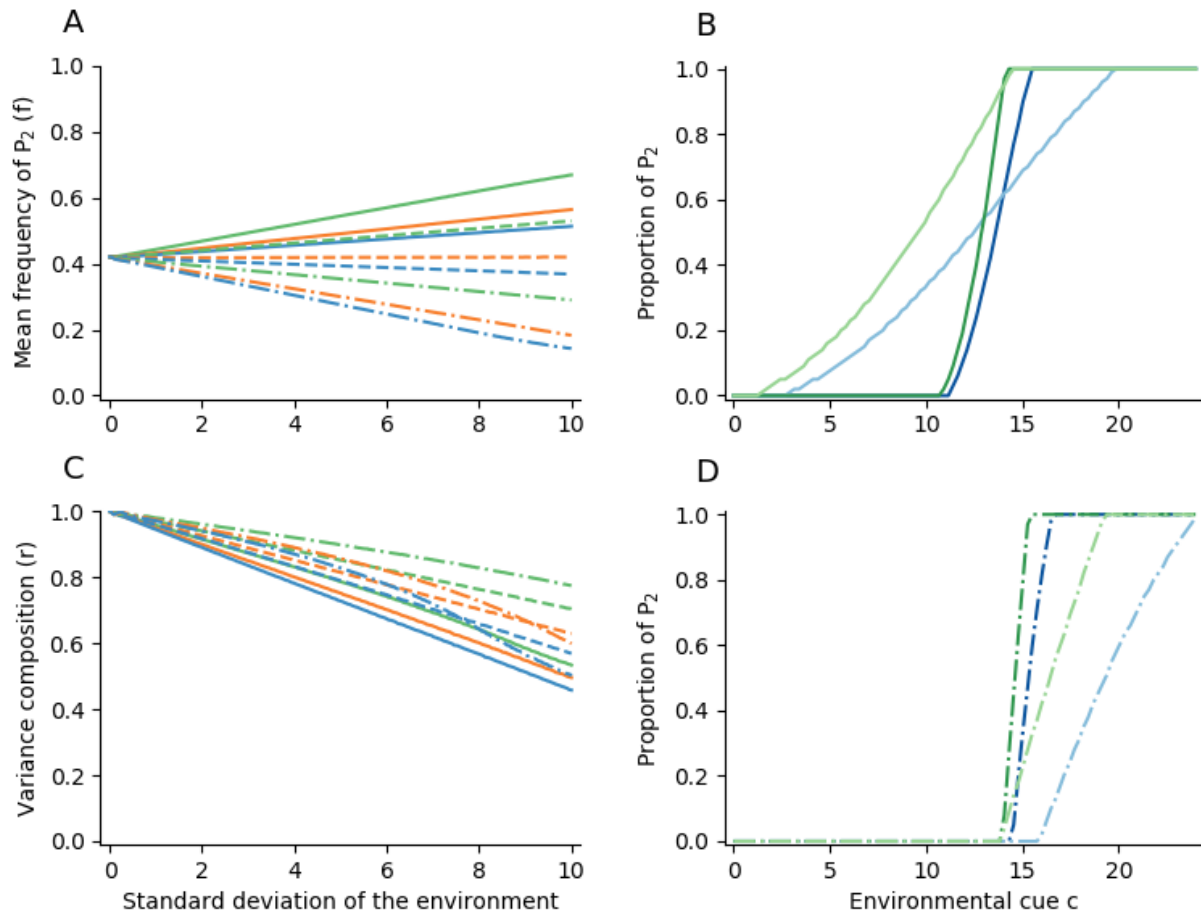 A
Mean frequency of P₂ (f)
1.0
0.8
0.6
0.4
0.2
0.0
0 2 4 6 8 10
B
Proportion of P₂
1.0
0.8
0.6
0.4
0.2
0.0
0 5 10 15 20
C
Variance composition (r)
1.0
0.8
0.6
0.4
0.2
0.0
0 2 4 6 8 10
Standard deviation of the environment
D
Proportion of P₂
1.0
0.8
0.6
0.4
0.2
0.0
0 5 10 15 20
Environmental cue c